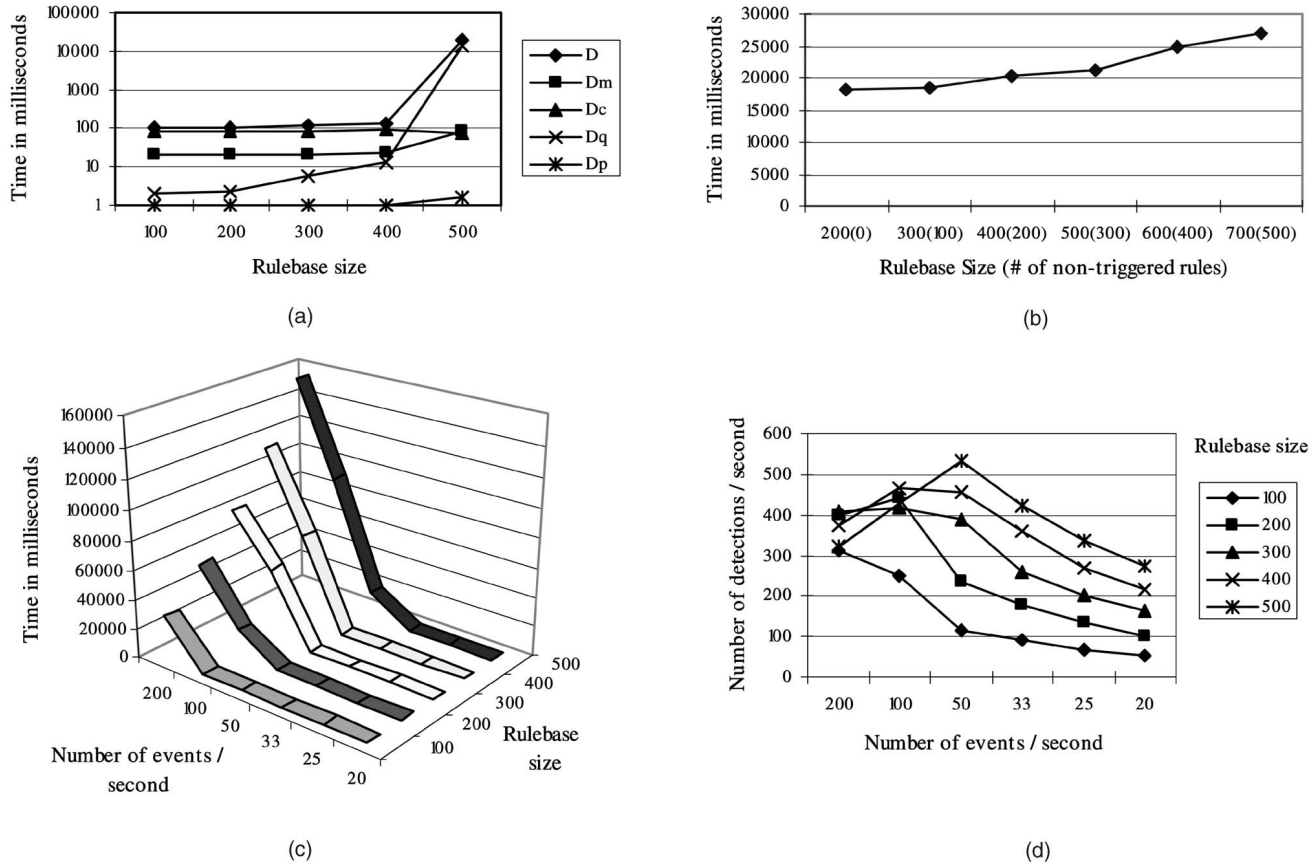 100000
10000
1000
100
10
1
Time in milliseconds
100 200 300 400 500
Rulebase size
D
Dm
Dc
Dq
Dp
(a)
30000
25000
20000
15000
10000
5000
0
Time in milliseconds
200(0) 300(100) 400(200) 500(300) 600(400) 700(500)
Rulebase Size (# of non-triggered rules)
(b)
160000
140000
120000
100000
80000
60000
40000
20000
0
Time in milliseconds
200
100
50
33
25
20
Number of events /
second
500
400
300
200
100
Rulebase
size
(c)
600
500
400
300
200
100
0
Number of detections / second
200 100 50 33 25 20
Number of events / second
Rulebase size
100
200
300
400
500
(d)